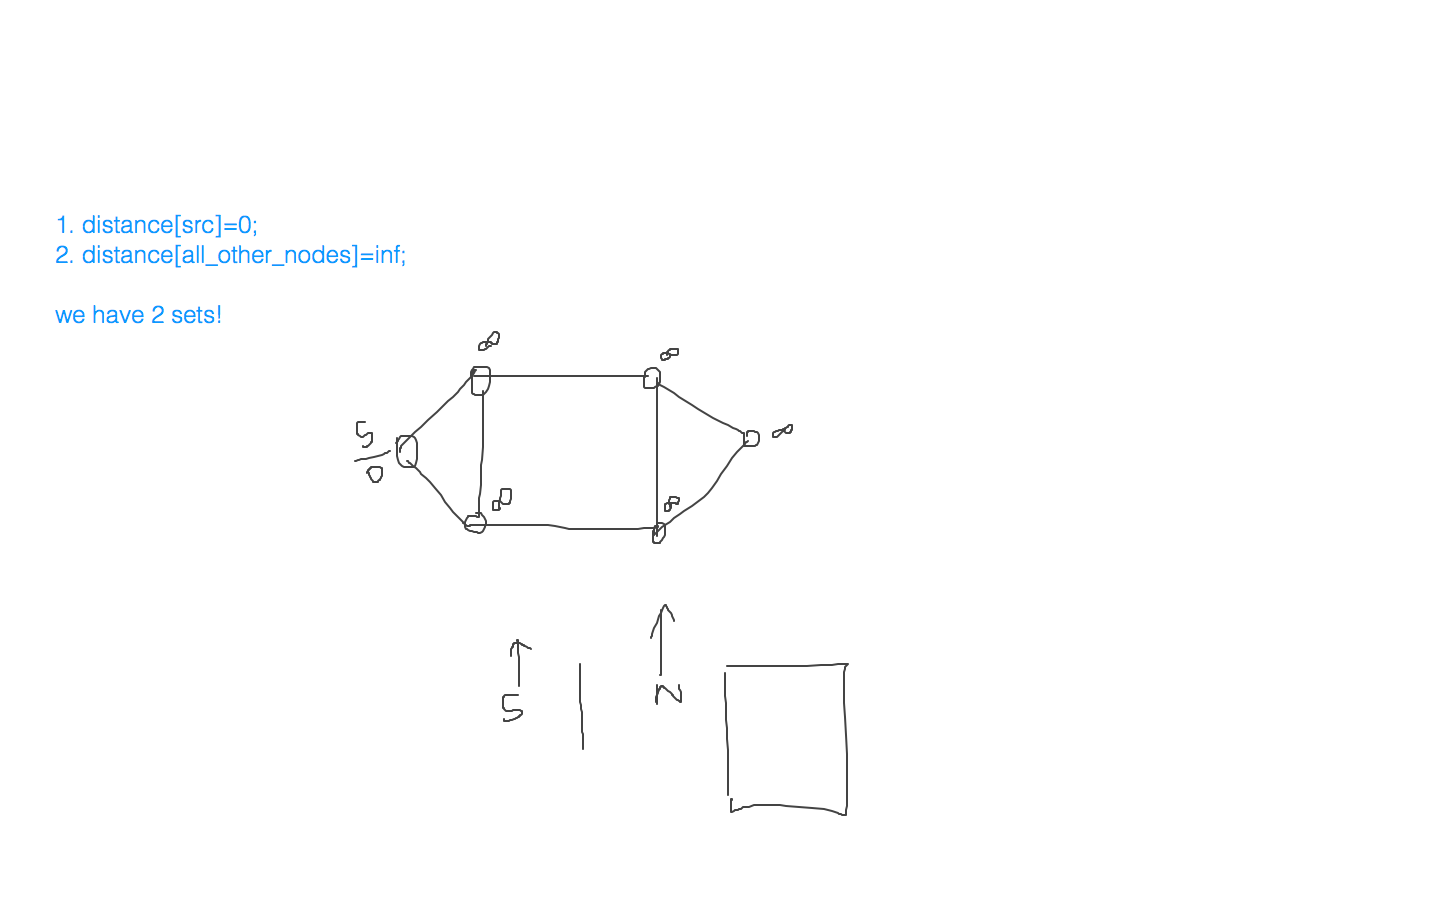 1. distance[src]=0;
2. distance[all_other_nodes]=inf;
we have 2 sets!
∞
∞
S
0
∞
∞
∞
S
N